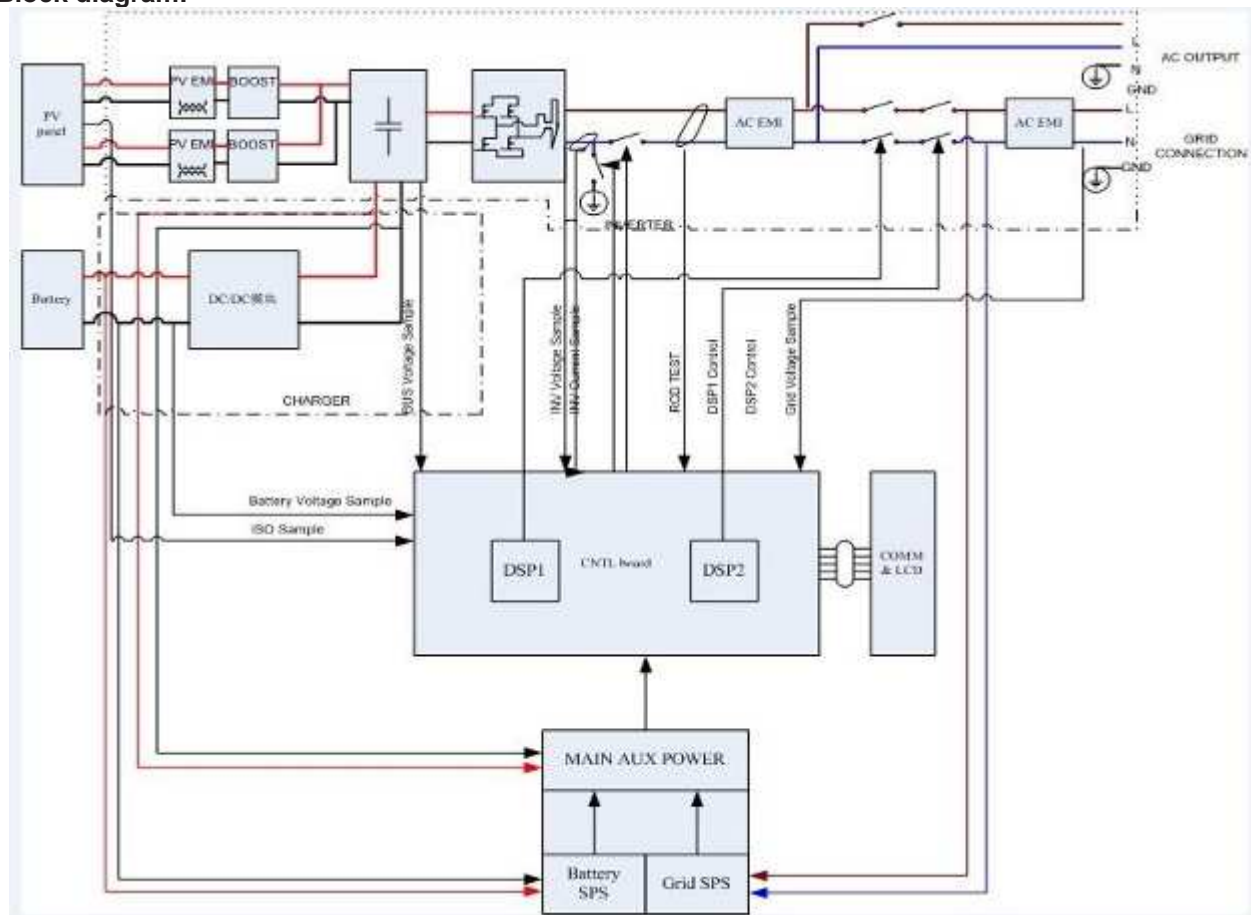 Block diagram:
PV panel
PV EMI
BOOST
PV EMI
BOOST
AC EMI
AC EMI
L
N
GND
AC OUTPUT
L
N
GND
GRID
CONNECTION
INVERTER
Battery
DC/DC模块
CHARGER
BUS Voltage Sample
INV Voltage Sample
INV Current Sample
RCD TEST
DSP1 Control
DSP2 Control
Grid Voltage Sample
Battery Voltage Sample
ISO Sample
DSP1
CNTL board
DSP2
COMM
& LCD
MAIN AUX POWER
Battery
SPS
Grid SPS